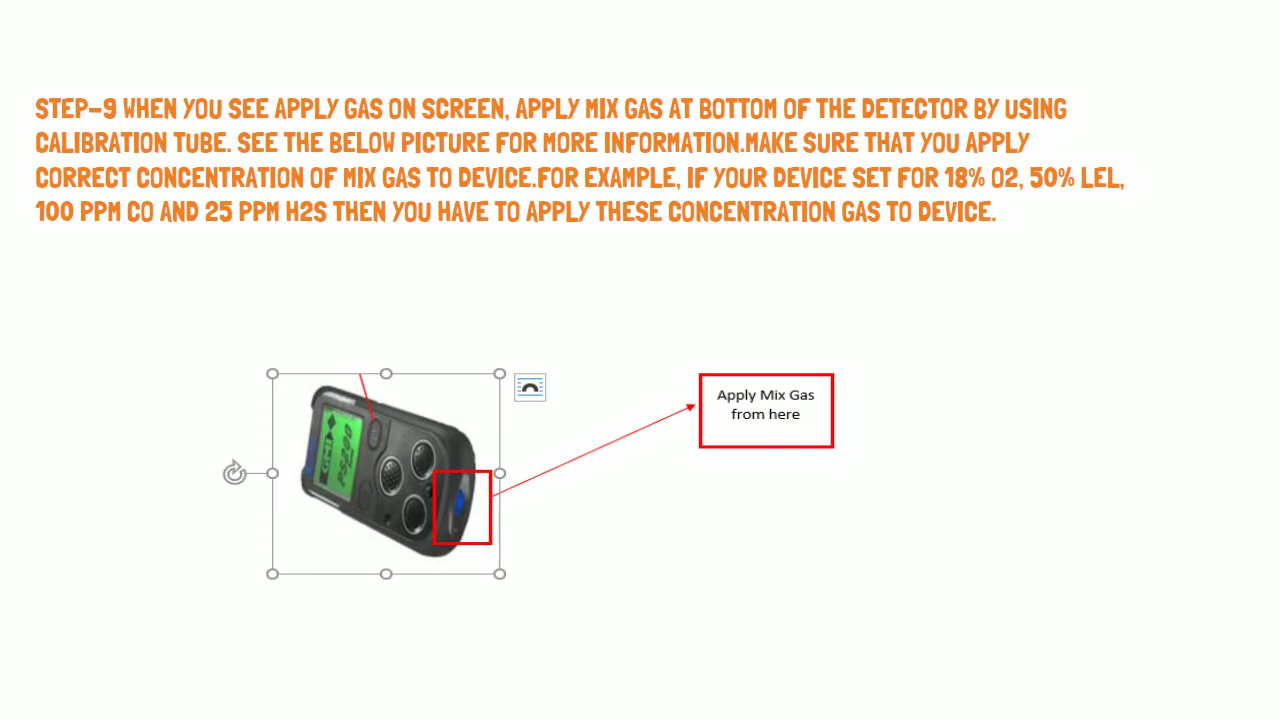 STEP-9 WHEN YOU SEE APPLY GAS ON SCREEN, APPLY MIX GAS AT BOTTOM OF THE DETECTOR BY USING
CALIBRATION TUBE. SEE THE BELOW PICTURE FOR MORE INFORMATION.MAKE SURE THAT YOU APPLY
CORRECT CONCENTRATION OF MIX GAS TO DEVICE.FOR EXAMPLE, IF YOUR DEVICE SET FOR 18% O2, 50% LEL,
100 PPM CO AND 25 PPM H2S THEN YOU HAVE TO APPLY THESE CONCENTRATION GAS TO DEVICE.
GMI
PS200
Apply Mix Gas
from here